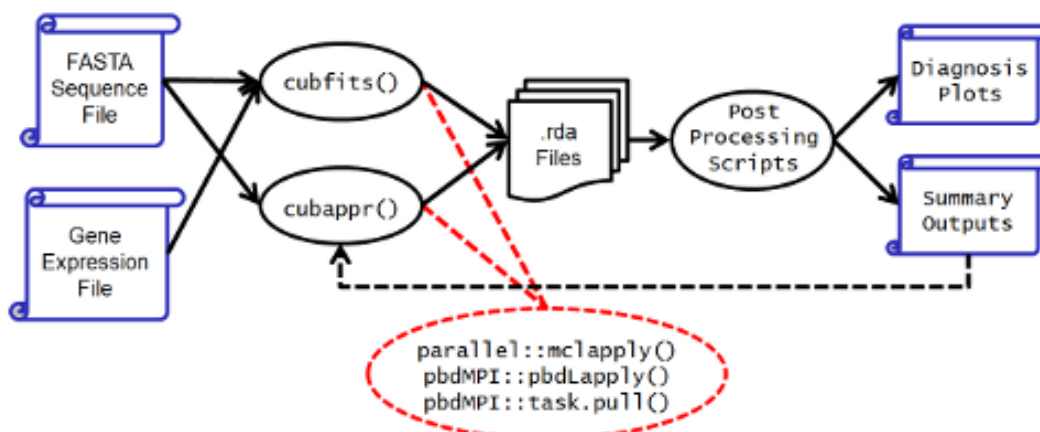 FASTA
Sequence
File
Gene
Expression
File
cubfits()
cubappr()
.rda
Files
Post
Processing
Scripts
Diagnosis
Plots
Summary
Outputs
parallel::mclapply()
pbdMPI::pbdLapply()
pbdMPI::task.pull()